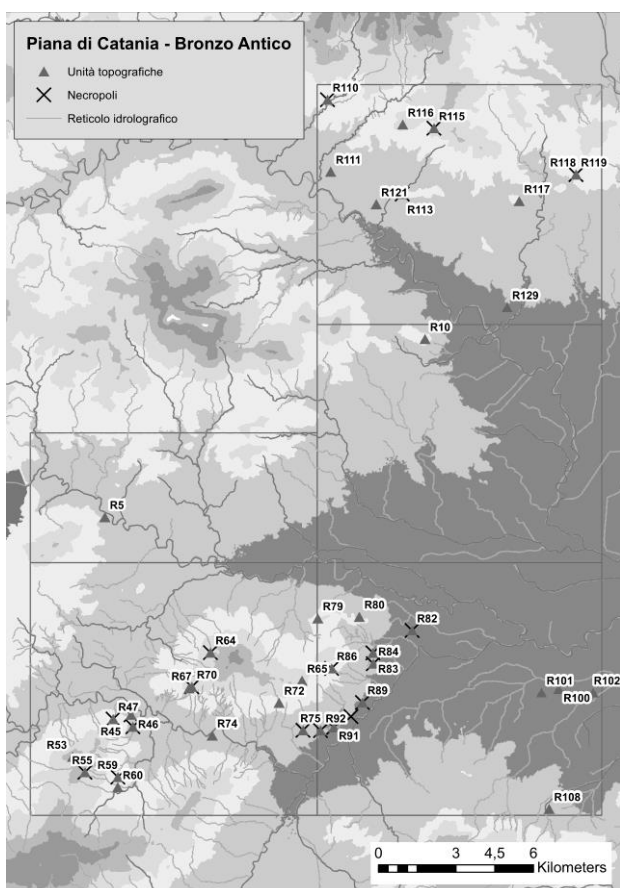 Piana di Catania - Bronzo Antico
Unità topografiche
Necropoli
Reticolo idrolografico
R110
R116
R115
R111
R118 R119
R121
R117
R113
R129
R10
R5
R79
R80
R82
R64
R84
R65
R86
R83
R67 R70
R101
R102
R100
R72
R89
R47
R45
R46
R74
R75
R92
R91
R53
R55
R59
R60
R108
0 3 4,5 6
Kilometers